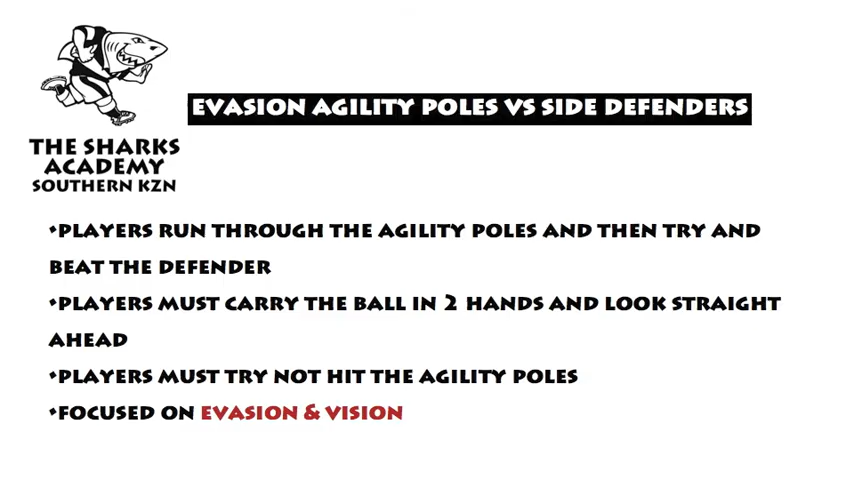 EVASION AGILITY POLES VS SIDE DEFENDERS
THE SHARKS
ACADEMY
SOUTHERN KZN
•PLAYERS RUN THROUGH THE AGILITY POLES AND THEN TRY AND
BEAT THE DEFENDER
•PLAYERS MUST CARRY THE BALL IN 2 HANDS AND LOOK STRAIGHT
AHEAD
•PLAYERS MUST TRY NOT HIT THE AGILITY POLES
•FOCUSED ON EVASION & VISION